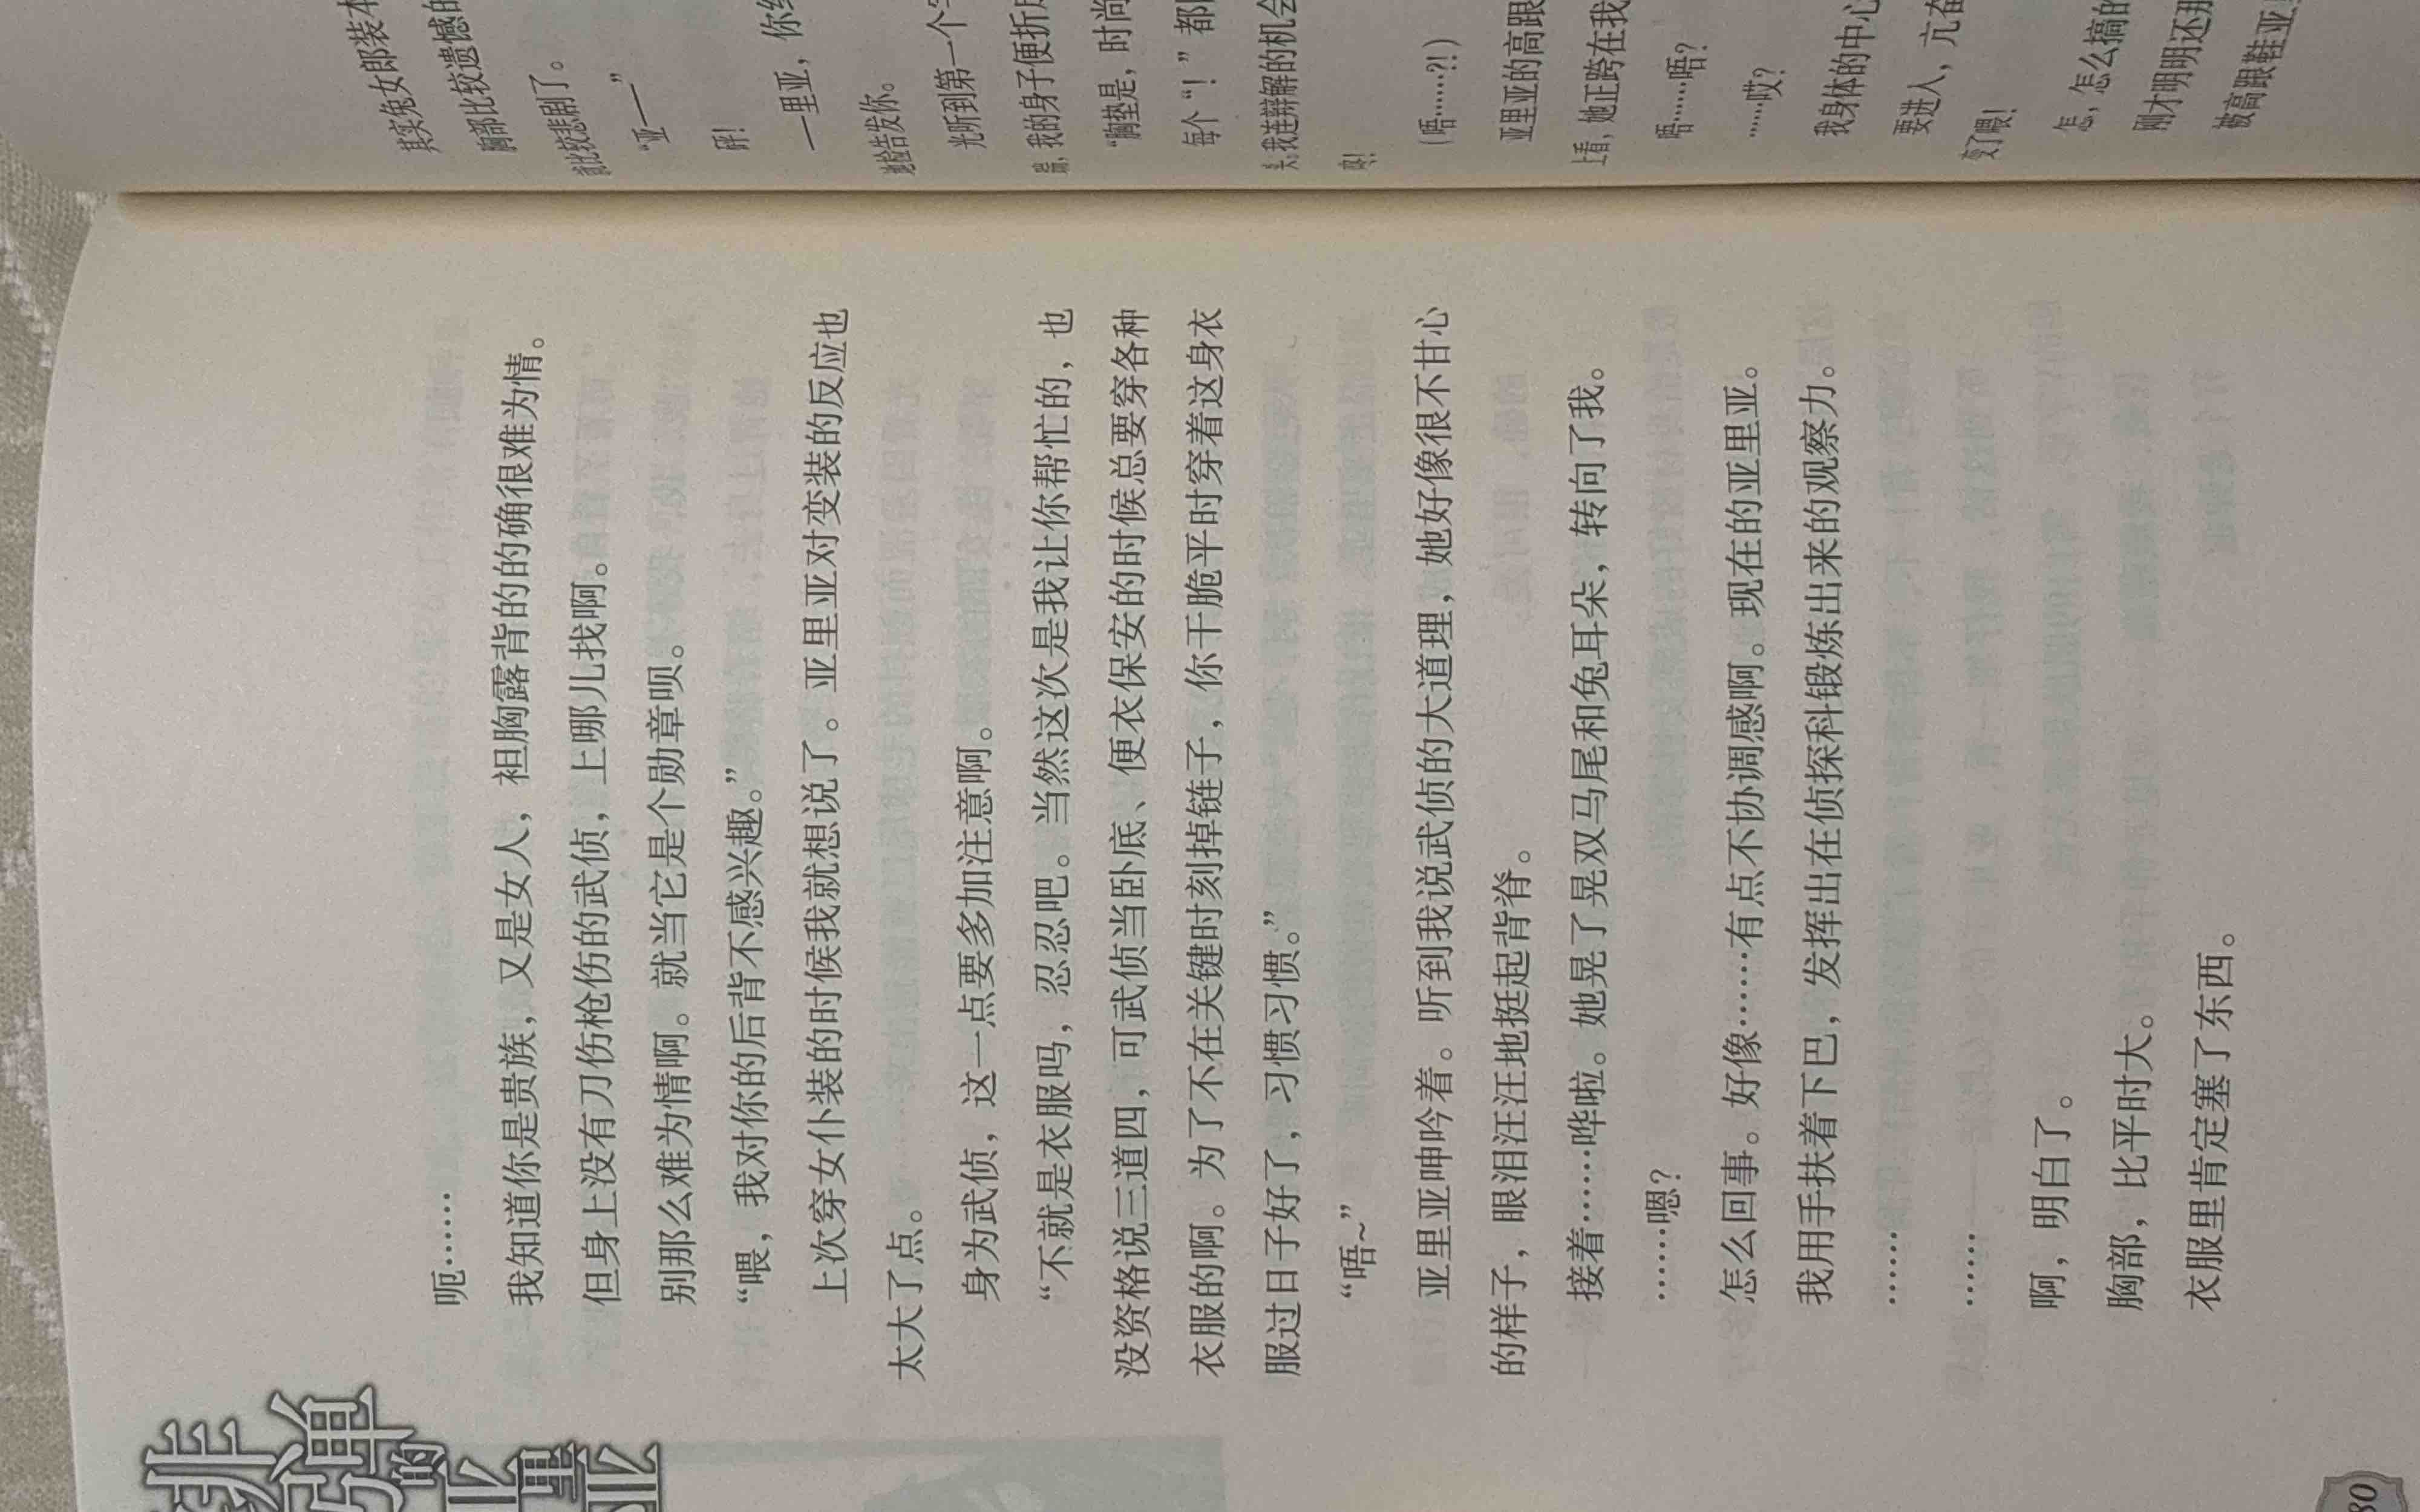 绯弹的亚里亚
呃……
我知道你是贵族，又是女人，袒胸露背的的确很难为情。
但身上没有刀伤枪伤的武侦，上哪儿找啊。
别那么难为情啊。就当它是个勋章呗。
“喂，我对你的后背不感兴趣。”
上次穿女仆装的时候我就想说了。亚里亚对变装的反应也
太大了点。
身为武侦，这一点要多加注意啊。
“不就是衣服吗，忍忍吧。当然这次是我让你帮忙的，也
没资格说三道四，可武侦当卧底、便衣保安的时候总要穿各种
衣服的啊。为了不在关键时刻掉链子，你干脆平时穿着这身衣
服过日子好了，习惯习惯。”
“唔~”
亚里亚呻吟着。听到我说武侦的大道理，她好像很不甘心
的样子，眼泪汪汪地挺起背脊。
接着……哗啦。她晃了晃双马尾和兔耳朵，转向了我。
……嗯？
怎么回事。好像……有点不协调感啊。现在的亚里亚。
我用手扶着下巴，发挥出在侦探科锻炼出来的观察力。
……
……
啊，明白了。
胸部，比平时大。
衣服里肯定塞了东西。
80
其实兔女郎装
胸部比较遗憾的
就比较悲剧了。
“亚——”
砰！
—里亚，你
地检告发你。
光听到第一个
踹，我的身子便折
“胸垫是，时尚
每个“！”都
头。我连辩解的机会
咚！
（唔……?!）
亚里亚的高跟
上看，她正跨在我
唔……唔？
……哎？
我身体的中心
要进人，亢奋
变了喂！
怎，怎么搞的
刚才明明还那
被高跟鞋亚